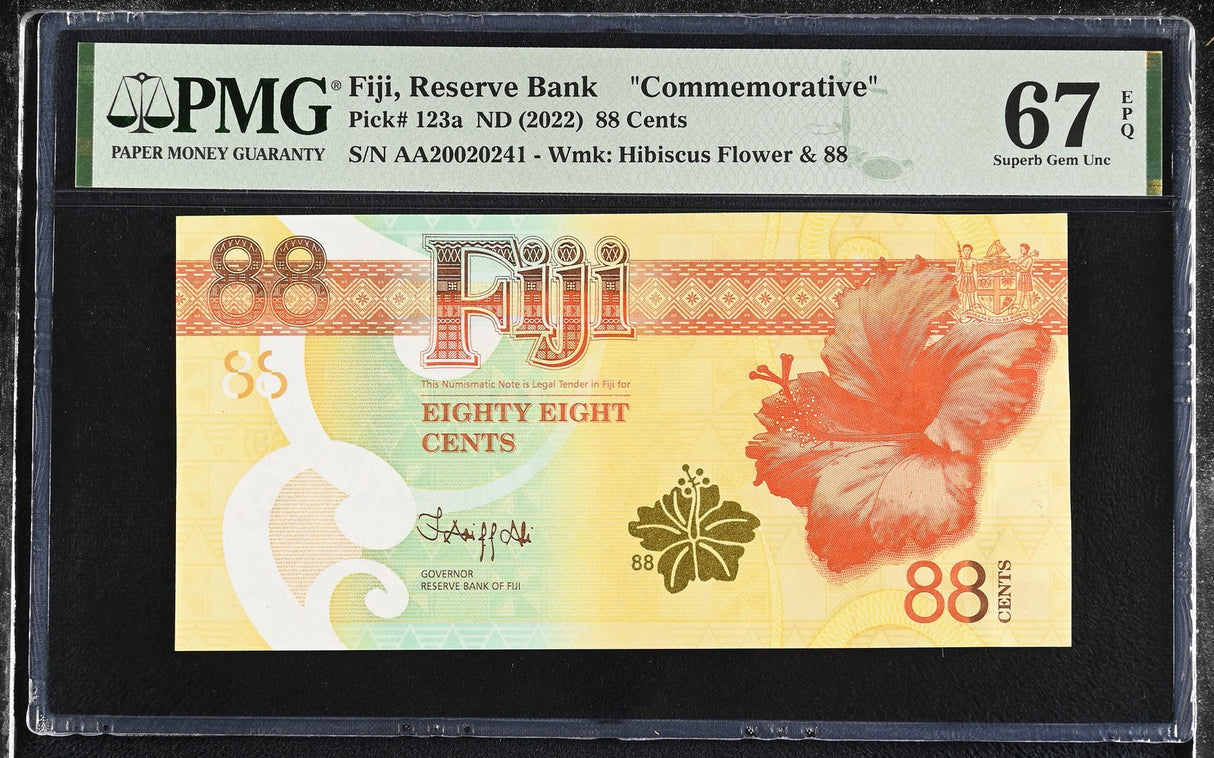 PMG®
PAPER MONEY GUARANTY
Fiji, Reserve Bank "Commemorative"
Pick# 123a ND (2022) 88 Cents
S/N AA20020241 - Wmk: Hibiscus Flower & 88
67
EPQ
Superb Gem Unc
88
Fiji
88
This Numismatic Note is Legal Tender in Fiji for
EIGHTY EIGHT
CENTS
GOVERNOR
RESERVE BANK OF FIJI
88
88
CENTS